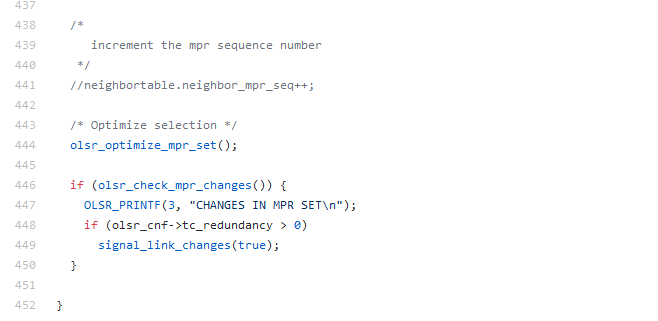 437
438 /*
439 increment the mpr sequence number
440 */
441 //neighbortable.neighbor_mpr_seq++;
442
443 /* Optimize selection */
444 olsr_optimize_mpr_set();
445
446 if (olsr_check_mpr_changes()) {
447 OLSR_PRINTF(3, "CHANGES IN MPR SET\n");
448 if (olsr_cnf->tc_redundancy > 0)
449 signal_link_changes(true);
450 }
451
452 }